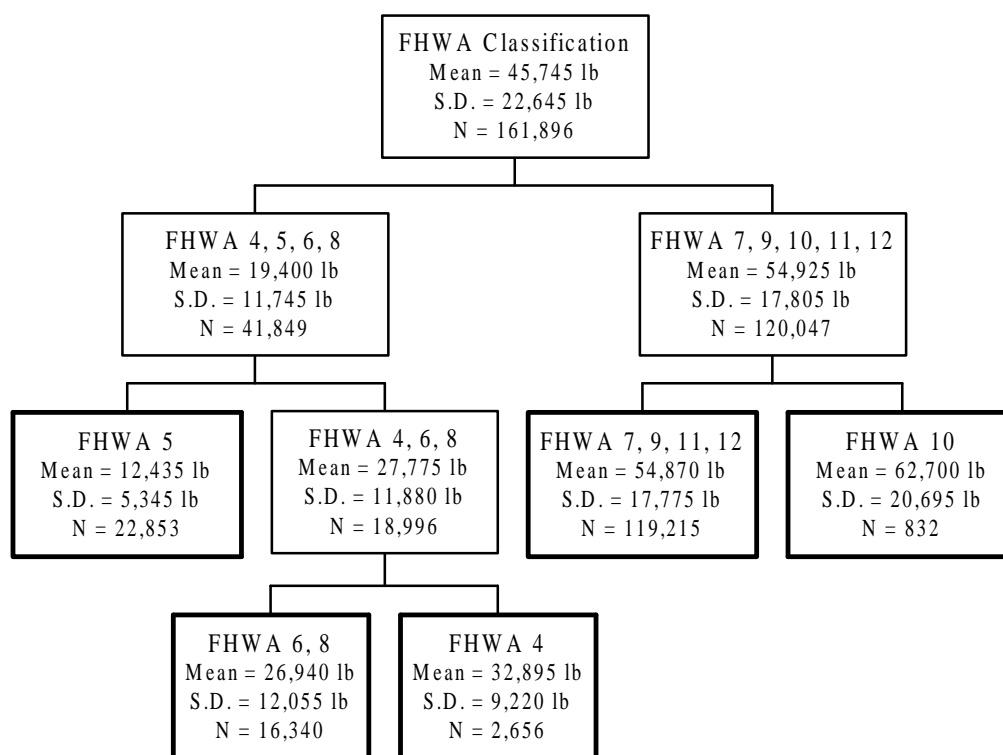 FHWA Classification
Mean = 45,745 lb
S.D. = 22,645 lb
N = 161,896
FHWA 4, 5, 6, 8
Mean = 19,400 lb
S.D. = 11,745 lb
N = 41,849
FHWA 7, 9, 10, 11, 12
Mean = 54,925 lb
S.D. = 17,805 lb
N = 120,047
FHWA 5
Mean = 12,435 lb
S.D. = 5,345 lb
N = 22,853
FHWA 4, 6, 8
Mean = 27,775 lb
S.D. = 11,880 lb
N = 18,996
FHWA 7, 9, 11, 12
Mean = 54,870 lb
S.D. = 17,775 lb
N = 119,215
FHWA 10
Mean = 62,700 lb
S.D. = 20,695 lb
N = 832
FHWA 6, 8
Mean = 26,940 lb
S.D. = 12,055 lb
N = 16,340
FHWA 4
Mean = 32,895 lb
S.D. = 9,220 lb
N = 2,656